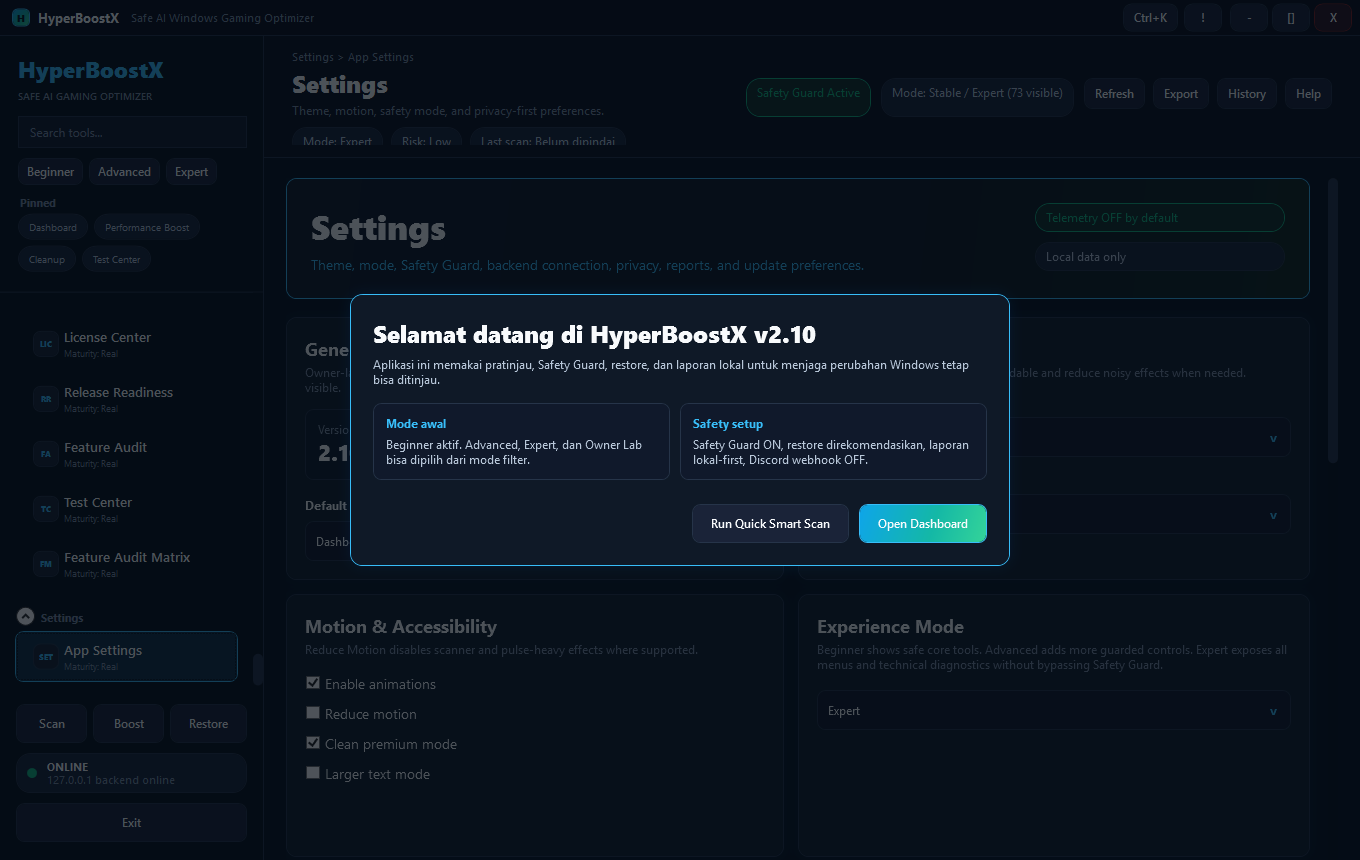 H HyperBoostX Safe AI Windows Gaming Optimizer
Ctrl+K ! - [] X
HyperBoostX
SAFE AI GAMING OPTIMIZER
Search tools...
Beginner Advanced Expert
Pinned
Dashboard Performance Boost
Cleanup Test Center
LIC License Center
Maturity: Real
RR Release Readiness
Maturity: Real
FA Feature Audit
Maturity: Real
TC Test Center
Maturity: Real
FM Feature Audit Matrix
Maturity: Real
Settings
SET App Settings
Maturity: Real
Scan Boost Restore
ONLINE
127.0.0.1 backend online
Exit
Settings > App Settings
Settings
Theme, motion, safety mode, and privacy-first preferences.
Mode: Expert Risk: Low Last scan: Belum dipindai
Safety Guard Active Mode: Stable / Expert (73 visible) Refresh Export History Help
Settings
Theme, mode, Safety Guard, backend connection, privacy, reports, and update preferences.
Telemetry OFF by default
Local data only
Selamat datang di HyperBoostX v2.10
Aplikasi ini memakai pratinjau, Safety Guard, restore, dan laporan lokal untuk menjaga perubahan Windows tetap
bisa ditinjau.
Mode awal
Beginner aktif. Advanced, Expert, dan Owner Lab
bisa dipilih dari mode filter.
Safety setup
Safety Guard ON, restore direkomendasikan, laporan
lokal-first, Discord webhook OFF.
Run Quick Smart Scan Open Dashboard
visible.
Default
and reduce noisy effects when needed.
v
v
Motion & Accessibility
Reduce Motion disables scanner and pulse-heavy effects where supported.
Enable animations
Reduce motion
Clean premium mode
Larger text mode
Experience Mode
Beginner shows safe core tools. Advanced adds more guarded controls. Expert exposes all
menus and technical diagnostics without bypassing Safety Guard.
Expert v